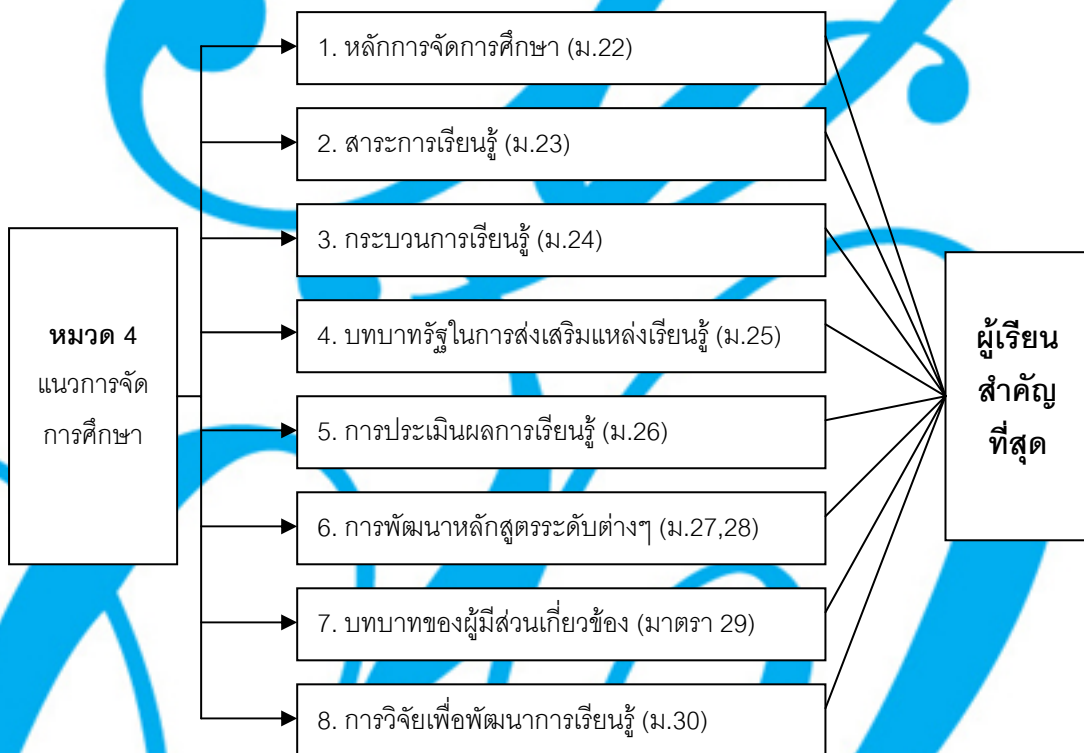 หมวด 4
แนวการจัด
การศึกษา
1. หลักการจัดการศึกษา (ม.22)
2. สาระการเรียนรู้ (ม.23)
3. กระบวนการเรียนรู้ (ม.24)
4. บทบาทรัฐในการส่งเสริมแหล่งเรียนรู้ (ม.25)
5. การประเมินผลการเรียนรู้ (ม.26)
6. การพัฒนาหลักสูตรระดับต่างๆ (ม.27,28)
7. บทบาทของผู้มีส่วนเกี่ยวข้อง (มาตรา 29)
8. การวิจัยเพื่อพัฒนาการเรียนรู้ (ม.30)
ผู้เรียน
สำคัญ
ที่สุด